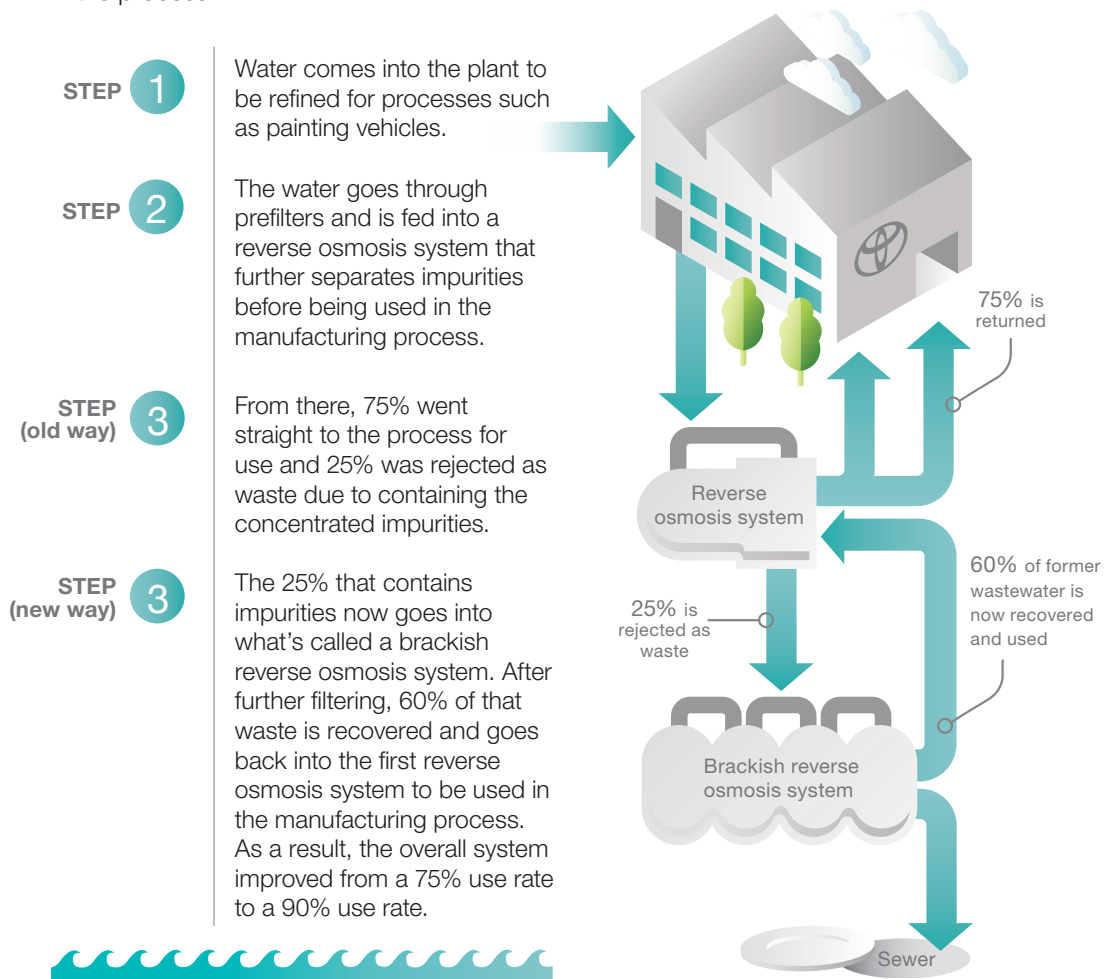 STEP 1
Water comes into the plant to
be refined for processes such
as painting vehicles.
STEP 2
The water goes through
prefilters and is fed into a
reverse osmosis system that
further separates impurities
before being used in the
manufacturing process.
STEP
(old way)
3
From there, 75% went
straight to the process for
use and 25% was rejected as
waste due to containing the
concentrated impurities.
STEP
(new way)
3
The 25% that contains
impurities now goes into
what's called a brackish
reverse osmosis system. After
further filtering, 60% of that
waste is recovered and goes
back into the first reverse
osmosis system to be used in
the manufacturing process.
As a result, the overall system
improved from a 75% use rate
to a 90% use rate.
75% is
returned
Reverse
osmosis system
25% is
rejected as
waste
60% of former
wastewater is
now recovered
and used
Brackish reverse
osmosis system
Sewer